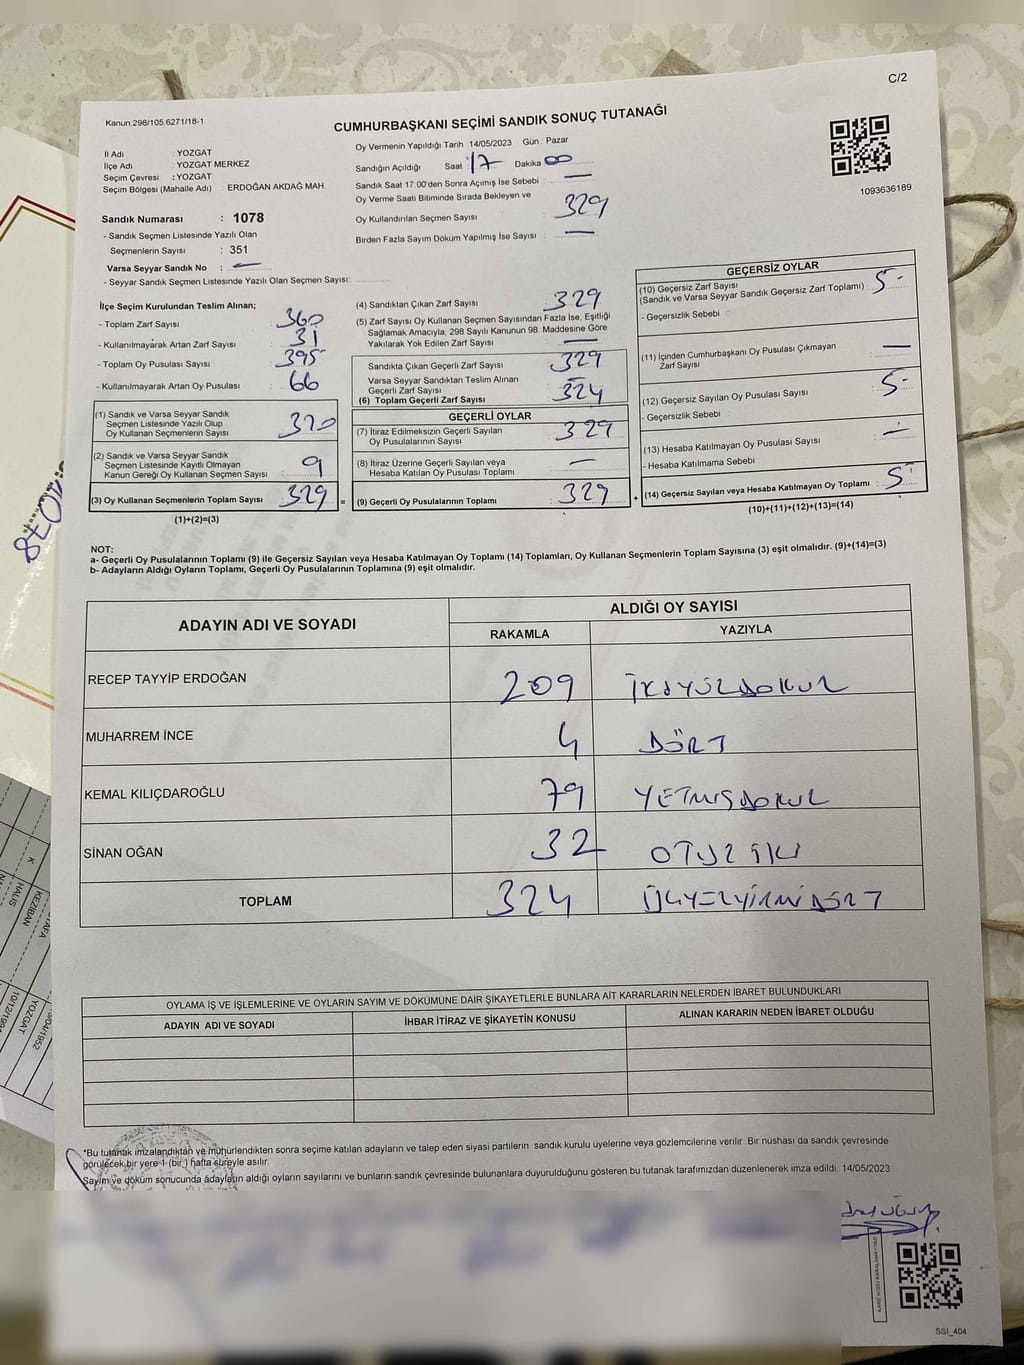 C/2
Kanun:298/105.6271/18-1
CUMHURBAŞKANI SEÇİMİ SANDIK SONUÇ TUTANAĞI
1093636189
İl Adı : YOZGAT
İlçe Adı : YOZGAT MERKEZ
Seçim Çevresi : YOZGAT
Seçim Bölgesi (Mahalle Adı) : ERDOĞAN AKDAĞ MAH.
Sandık Numarası : 1078
- Sandık Seçmen Listesinde Yazılı Olan
Seçmenlerin Sayısı : 351
Varsa Seyyar Sandık No : —
- Seyyar Sandık Seçmen Listesinde Yazılı Olan Seçmen Sayısı:
Oy Vermenin Yapıldığı Tarih :14/05/2023 Gün : Pazar
Sandığın Açıldığı Saat :17 Dakika :00
Sandık Saat 17.00'den Sonra Açımış İse Sebebi : —
Oy Verme Saati Bitiminde Sırada Bekleyen ve
Oy Kullandırılan Seçmen Sayısı : 329
Birden Fazla Sayım Döküm Yapılmış İse Sayısı : —
İlçe Seçim Kurulundan Teslim Alınan;
- Toplam Zarf Sayısı : 360
- Kullanılmayarak Artan Zarf Sayısı : 31
- Toplam Oy Pusulası Sayısı : 395
- Kullanılmayarak Artan Oy Pusulası : 66
(1) Sandık ve Varsa Seyyar Sandık
Seçmen Listesinde Yazılı Olup
Oy Kullanan Seçmenlerin Sayısı : 320
(2) Sandık ve Varsa Seyyar Sandık
Seçmen Listesinde Kayıtlı Olmayan
Kanun Gereği Oy Kullanan Seçmen Sayısı : 9
(3) Oy Kullanan Seçmenlerin Toplam Sayısı : 329 =
(1)+(2)=(3)
(4) Sandıktan Çıkan Zarf Sayısı : 329
(5) Zarf Sayısı Oy Kullanan Seçmen Sayısından Fazla İse, Eşitliği
Sağlamak Amacıyla, 298 Sayılı Kanunun 98. Maddesine Göre
Yakılarak Yok Edilen Zarf Sayısı : —
Sandıkta Çıkan Geçerli Zarf Sayısı : 329
Varsa Seyyar Sandıktan Teslim Alınan
Geçerli Zarf Sayısı : —
(6) Toplam Geçerli Zarf Sayısı : 324
GEÇERLİ OYLAR
(7) İtiraz Edilmeksizin Geçerli Sayılan
Oy Pusulalarının Sayısı : 329
(8) İtiraz Üzerine Geçerli Sayılan veya
Hesaba Katılan Oy Pusulası Toplamı : —
(9) Geçerli Oy Pusulalarının Toplamı : 329 +
GEÇERSİZ OYLAR
(10) Geçersiz Zarf Sayısı
(Sandık ve Varsa Seyyar Sandık Geçersiz Zarf Toplamı) : 5-
- Geçersizlik Sebebi :
(11) İçinden Cumhurbaşkanı Oy Pusulası Çıkmayan
Zarf Sayısı : —
(12) Geçersiz Sayılan Oy Pusulası Sayısı : 5-
- Geçersizlik Sebebi :
(13) Hesaba Katılmayan Oy Pusulası Sayısı : —
- Hesaba Katılmama Sebebi :
(14) Geçersiz Sayılan veya Hesaba Katılmayan Oy Toplamı : 5
(10)+(11)+(12)+(13)=(14)
1078
NOT:
a- Geçerli Oy Pusulalarının Toplamı (9) ile Geçersiz Sayılan veya Hesaba Katılmayan Oy Toplamı (14) Toplamları, Oy Kullanan Seçmenlerin Toplam Sayısına (3) eşit olmalıdır. (9)+(14)=(3)
b- Adayların Aldığı Oyların Toplamı, Geçerli Oy Pusulalarının Toplamına (9) eşit olmalıdır.
ADAYIN ADI VE SOYADI ALDIĞI OY SAYISI
RAKAMLA YAZIYLA
RECEP TAYYİP ERDOĞAN 209 İKİYÜZDOKUZ
MUHARREM İNCE 4 DÖRT
KEMAL KILIÇDAROĞLU 79 YETMİŞDOKUZ
SİNAN OĞAN 32 OTUZ İKİ
TOPLAM 324 ÜÇYÜZYİRMİDÖRT
OYLAMA İŞ VE İŞLEMLERİNE VE OYLARIN SAYIM VE DÖKÜMÜNE DAİR ŞİKAYETLERLE BUNLARA AİT KARARLARIN NELERDEN İBARET BULUNDUKLARI
ADAYIN ADI VE SOYADI İHBAR İTİRAZ VE ŞİKAYETİN KONUSU ALINAN KARARIN NEDEN İBARET OLDUĞU
*Bu tutanak imzalandıktan ve mühürlendikten sonra seçime katılan adayların ve talep eden siyasi partilerin sandık kurulu üyelerine veya gözlemcilerine verilir. Bir nüshası da sandık çevresinde
görülecek bir yere 1 (bir) hafta süreyle asılır.
Sayım ve döküm sonucunda adayların aldığı oyların sayılarını ve bunların sandık çevresinde bulunanlara duyurulduğunu gösteren bu tutanak tarafımızdan düzenlenerek imza edildi. 14/05/2023
SSI_404
K
HALİS
KEZİBAN
YOZGAT